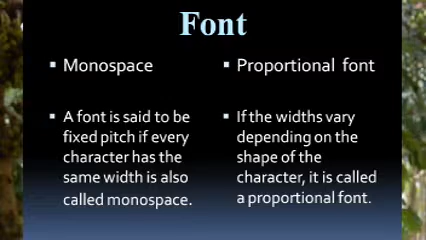 Font
Monospace
A font is said to be
fixed pitch if every
character has the
same width is also
called monospace.
Proportional font
If the widths vary
depending on the
shape of the
character, it is called
a proportional font.